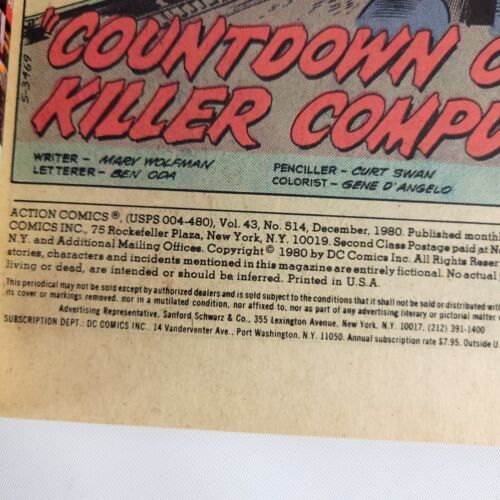 "COUNTDOWN O
KILLER COMPU
S-3469
WRITER - MARV WOLFMAN
LETTERER - BEN ODA
PENCILLER - CURT SWAN
COLORIST - GENE D'ANGELO
ACTION COMICS®, (USPS 004-480), Vol. 43, No. 514, December, 1980. Published month
COMICS INC., 75 Rockefeller Plaza, New York, N.Y. 10019. Second Class Postage paid at N
N.Y. and Additional Mailing Offices. Copyright © 1980 by DC Comics Inc. All Rights Reser
stories, characters and incidents mentioned in this magazine are entirely fictional. No actual
living or dead, are intended or should be inferred. Printed in U.S.A.
This periodical may not be sold except by authorized dealers and is sold subject to the conditions that it shall not be sold or distributed with
its cover or markings removed, nor in a mutilated condition, nor affixed to, nor as part of any advertising literary or pictorial matter
Advertising Representative, Sanford Schwarz & Co., 355 Lexington Avenue, New York, N.Y. 10017, (212) 391-1400
SUBSCRIPTION DEPT.: DC COMICS INC., 14 Vanderventer Ave., Port Washington, N.Y. 11050. Annual subscription rate $7.95. Outside U.